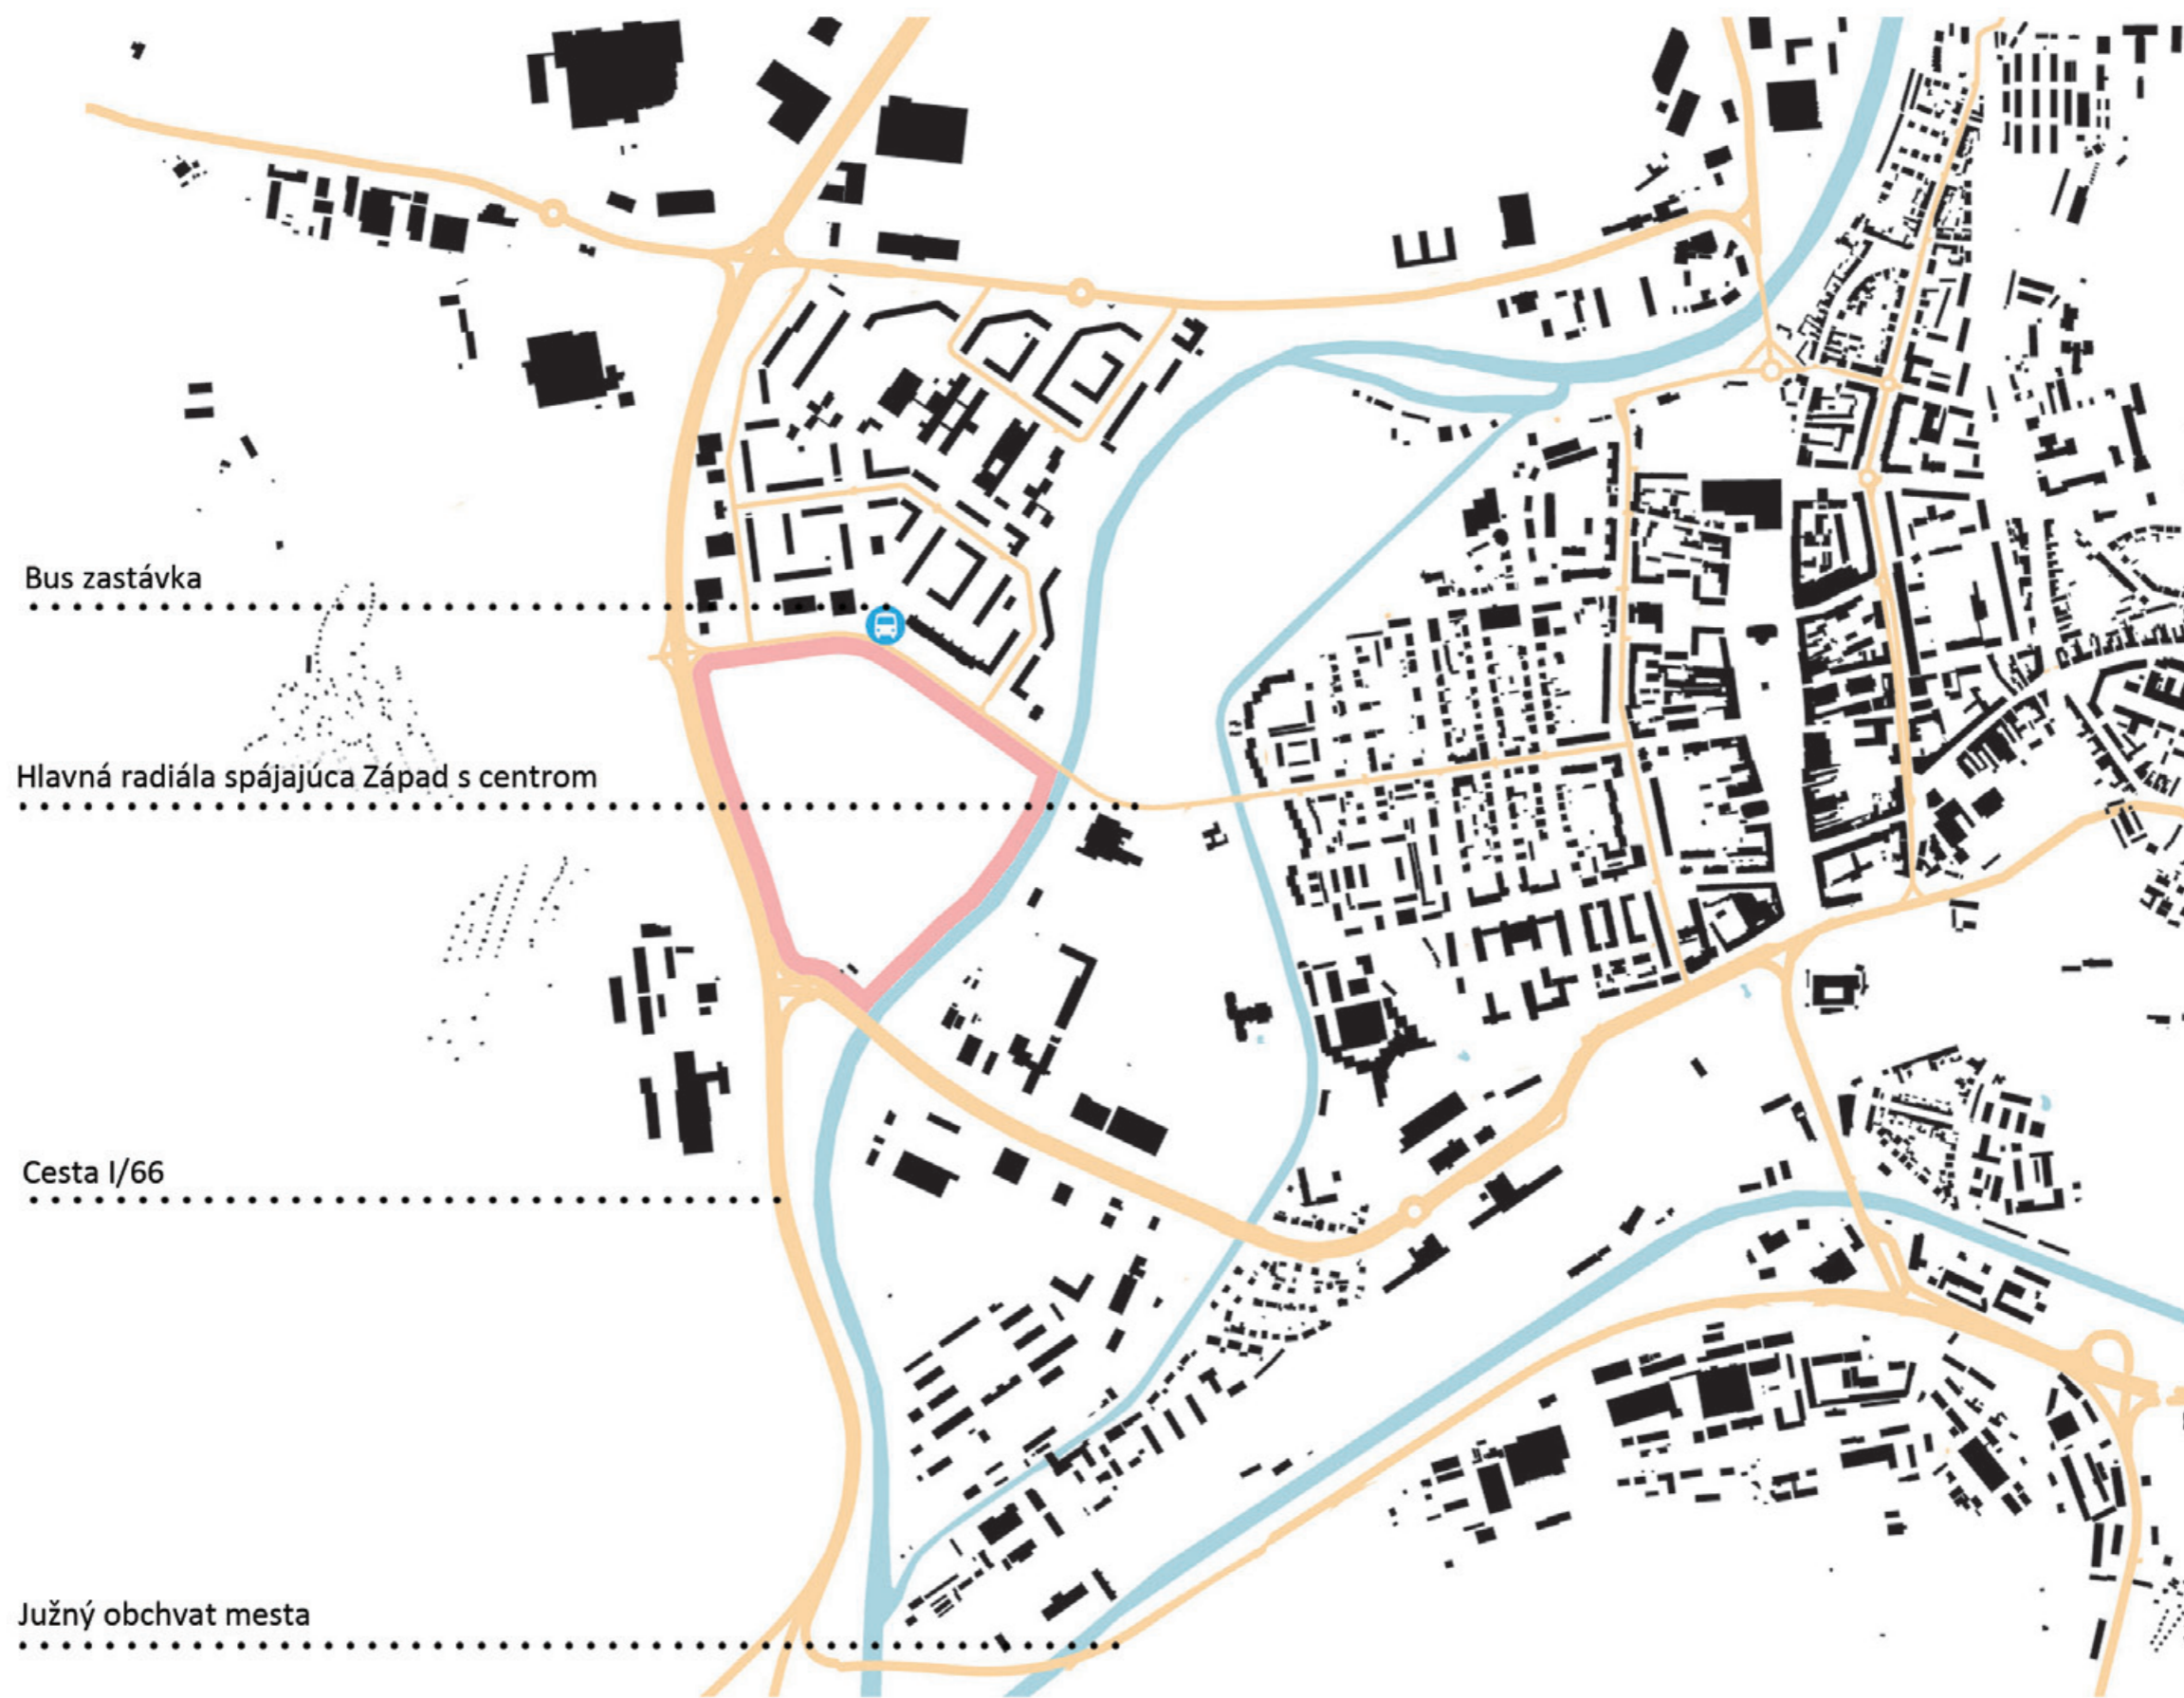 Bus zastávka
Hlavná radiála spájajúca Západ s centrom
Cesta I/66
Južný obchvat mesta